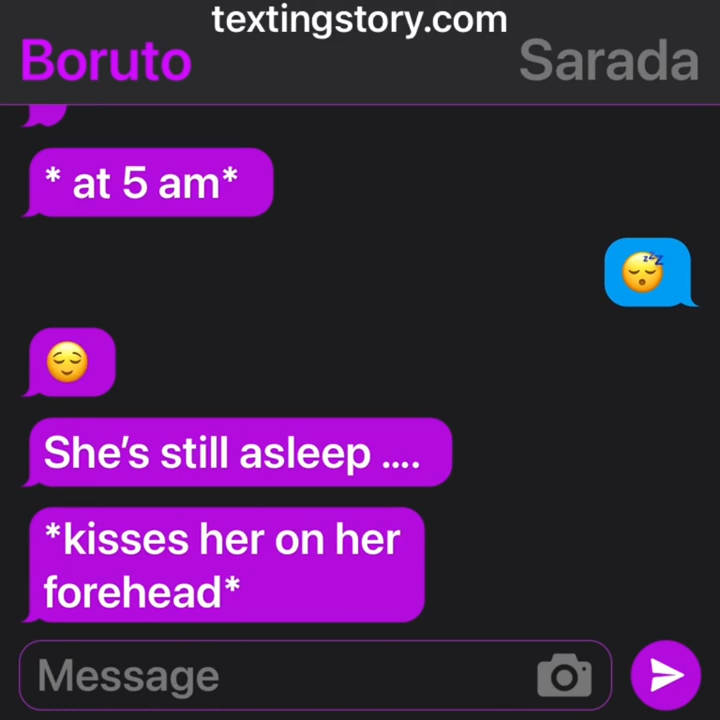 textingstory.com
Boruto
Sarada
* at 5 am*
😴
😌
She’s still asleep ....
*kisses her on her
forehead*
Message